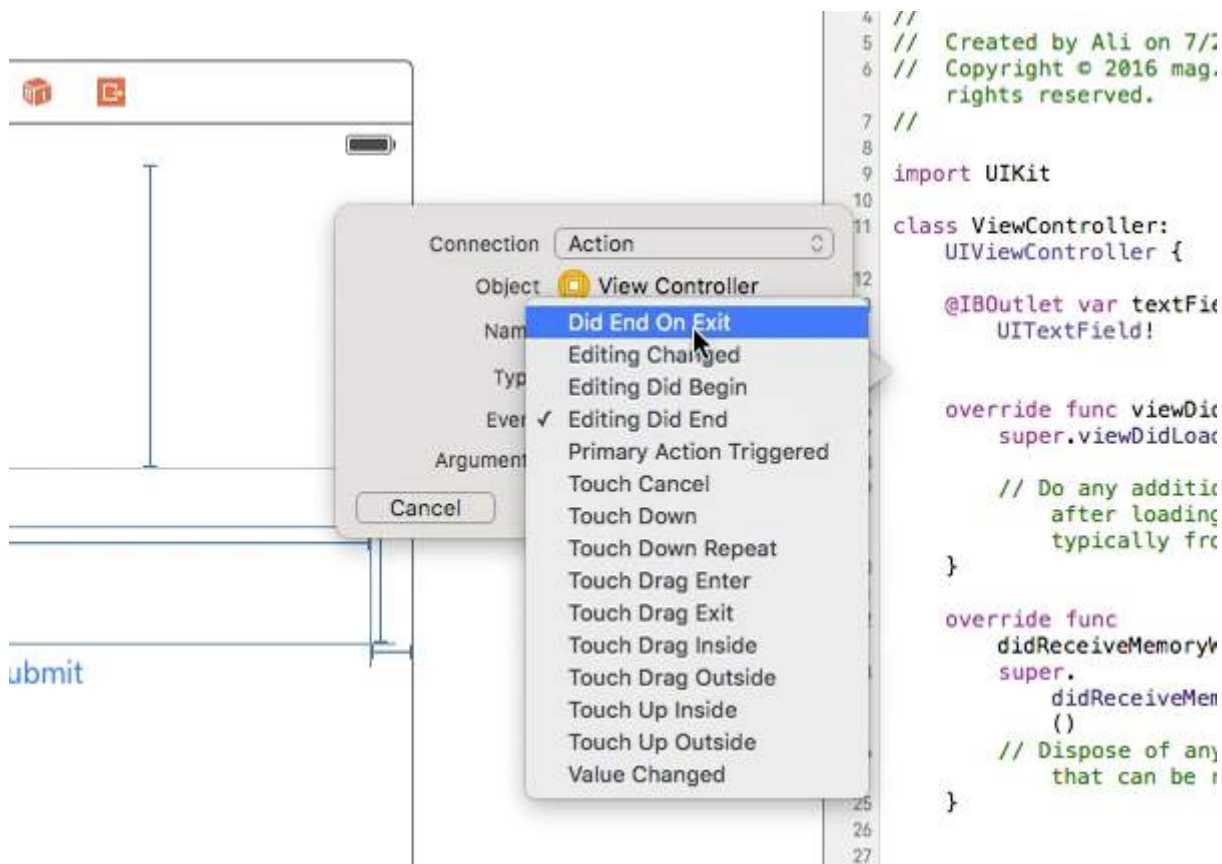 Connection Action
Object View Controller
Nam
Typ
Even
Argument
Cancel
Did End On Exit
Editing Changed
Editing Did Begin
✓ Editing Did End
Primary Action Triggered
Touch Cancel
Touch Down
Touch Down Repeat
Touch Drag Enter
Touch Drag Exit
Touch Drag Inside
Touch Drag Outside
Touch Up Inside
Touch Up Outside
Value Changed
ubmit
4 //
5 // Created by Ali on 7/2
6 // Copyright © 2016 mag.
rights reserved.
7 //
8
9 import UIKit
10
11 class ViewController:
UIViewController {
12
@IBOutlet var textFie
UITextField!
override func viewDid
super.viewDidLoad
// Do any additio
after loading
typically fro
}
override func
didReceiveMemoryW
super.
didReceiveMem
()
// Dispose of any
that can be r
25 }
26
27